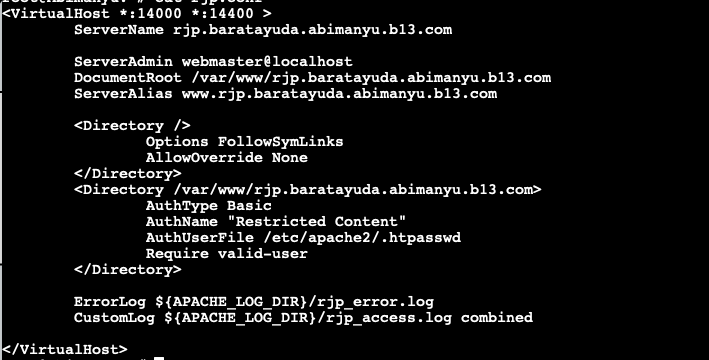 <VirtualHost *:14000 *:14400 >
ServerName rjp.baratayuda.abimanyu.b13.com
ServerAdmin webmaster@localhost
DocumentRoot /var/www/rjp.baratayuda.abimanyu.b13.com
ServerAlias www.rjp.baratayuda.abimanyu.b13.com
<Directory />
Options FollowSymLinks
AllowOverride None
</Directory>
<Directory /var/www/rjp.baratayuda.abimanyu.b13.com>
AuthType Basic
AuthName "Restricted Content"
AuthUserFile /etc/apache2/.htpasswd
Require valid-user
</Directory>
ErrorLog ${APACHE_LOG_DIR}/rjp_error.log
CustomLog ${APACHE_LOG_DIR}/rjp_access.log combined
</VirtualHost>